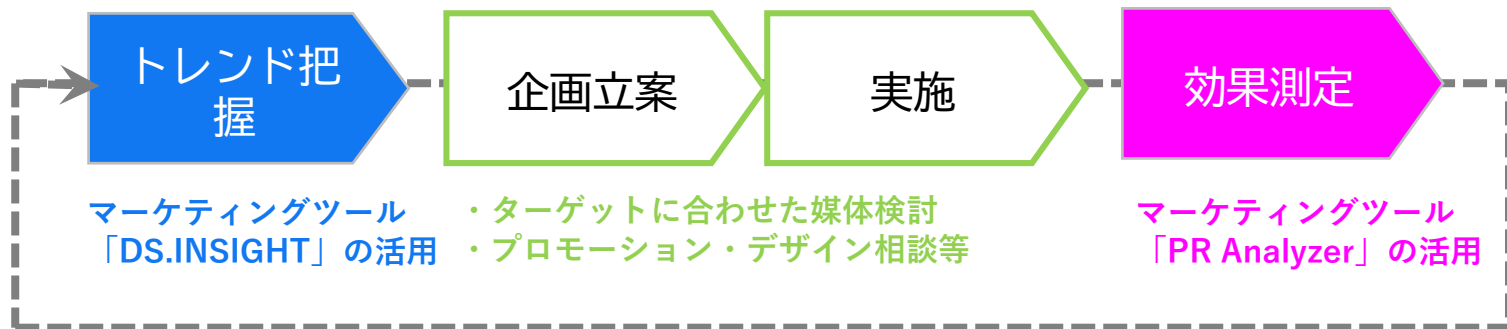 トレンド把
握
企画立案
実施
効果測定
マーケティングツール
「DS.INSIGHT」の活用
・ターゲットに合わせた媒体検討
・プロモーション・デザイン相談等
マーケティングツール
「PR Analyzer」の活用